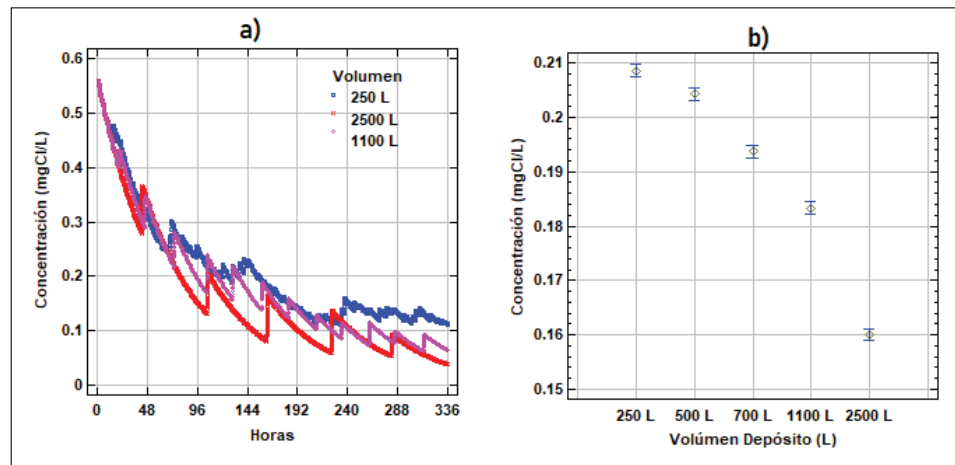 a)
Concentración (mgCl/L)
0.6
0.5
0.4
0.3
0.2
0.1
0
Volumen
250 L
2500 L
1100 L
0 48 96 144 192 240 288 336
Horas
b)
Concentración (mgCl/L)
0.21
0.2
0.19
0.18
0.17
0.16
0.15
250 L 500 L 700 L 1100 L 2500 L
Volúmen Depósito (L)